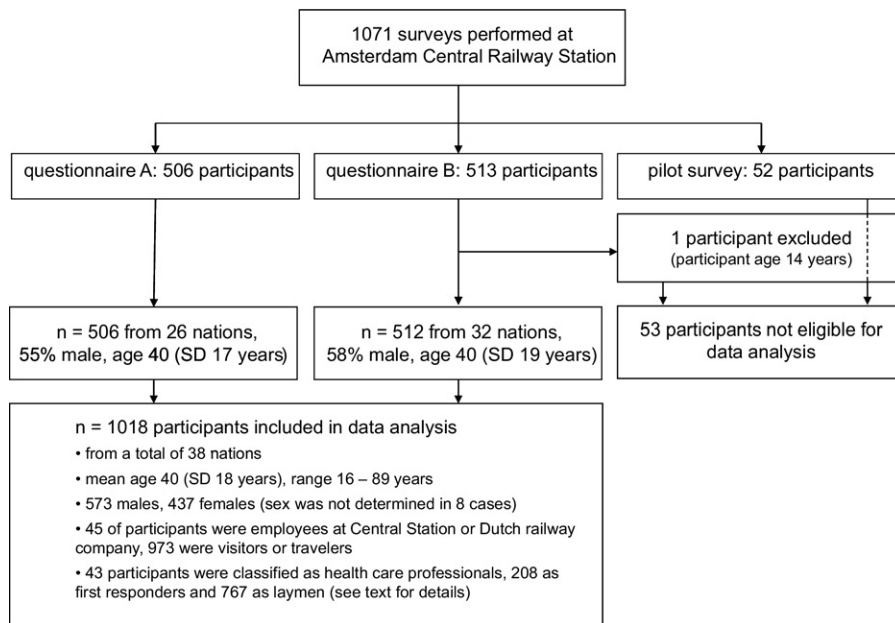 1071 surveys performed at
Amsterdam Central Railway Station
questionnaire A: 506 participants
questionnaire B: 513 participants
pilot survey: 52 participants
1 participant excluded
(participant age 14 years)
n = 506 from 26 nations,
55% male, age 40 (SD 17 years)
n = 512 from 32 nations,
58% male, age 40 (SD 19 years)
53 participants not eligible for
data analysis
n = 1018 participants included in data analysis
• from a total of 38 nations
• mean age 40 (SD 18 years), range 16 – 89 years
• 573 males, 437 females (sex was not determined in 8 cases)
• 45 of participants were employees at Central Station or Dutch railway
company, 973 were visitors or travelers
• 43 participants were classified as health care professionals, 208 as
first responders and 767 as laymen (see text for details)